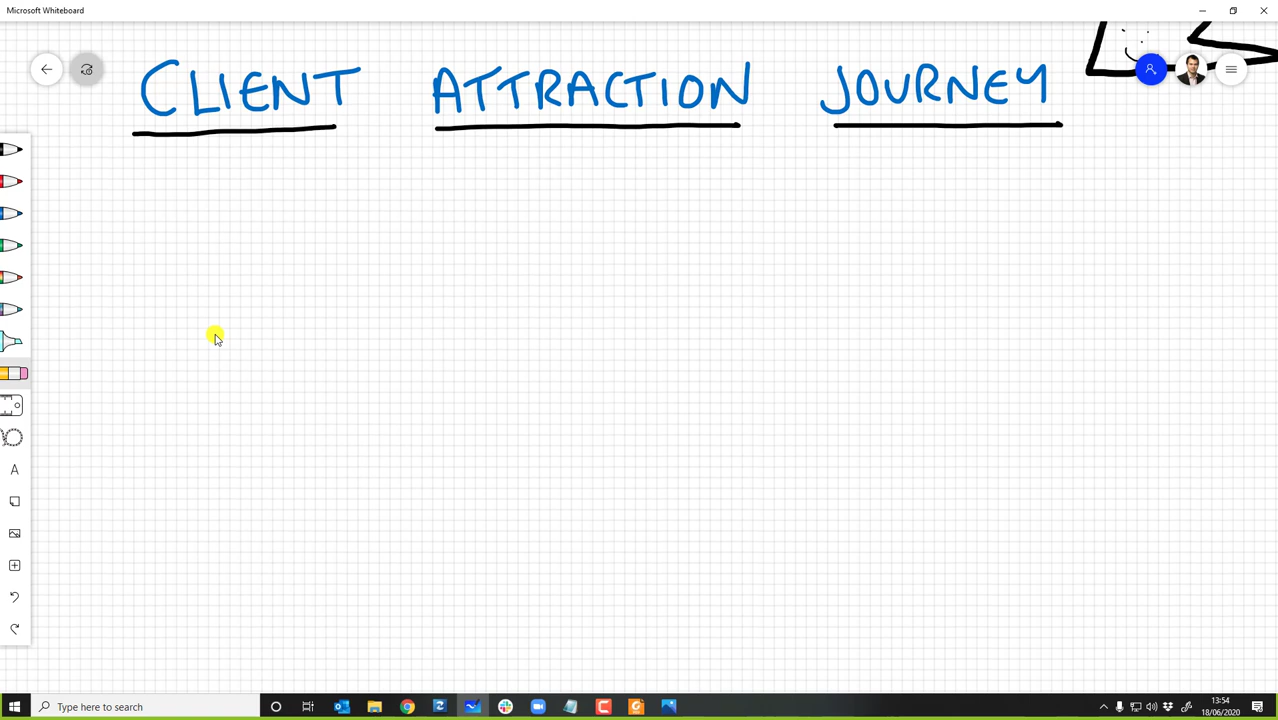 Microsoft Whiteboard
CLIENT ATTRACTION JOURNEY
A
Type here to search
13:54
18/06/2020